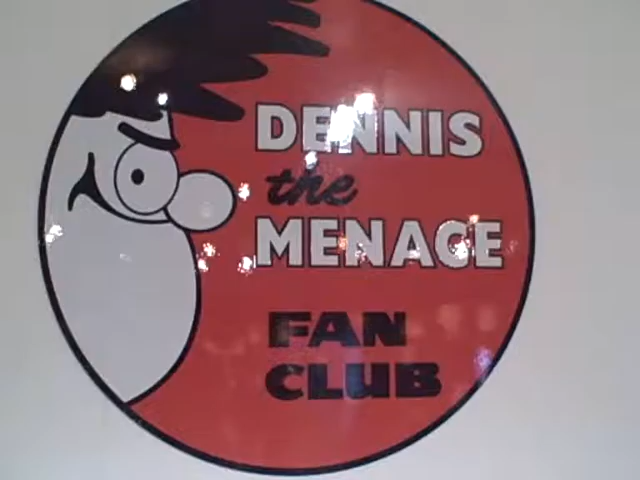 DENNIS
the
MENACE
FAN
CLUB